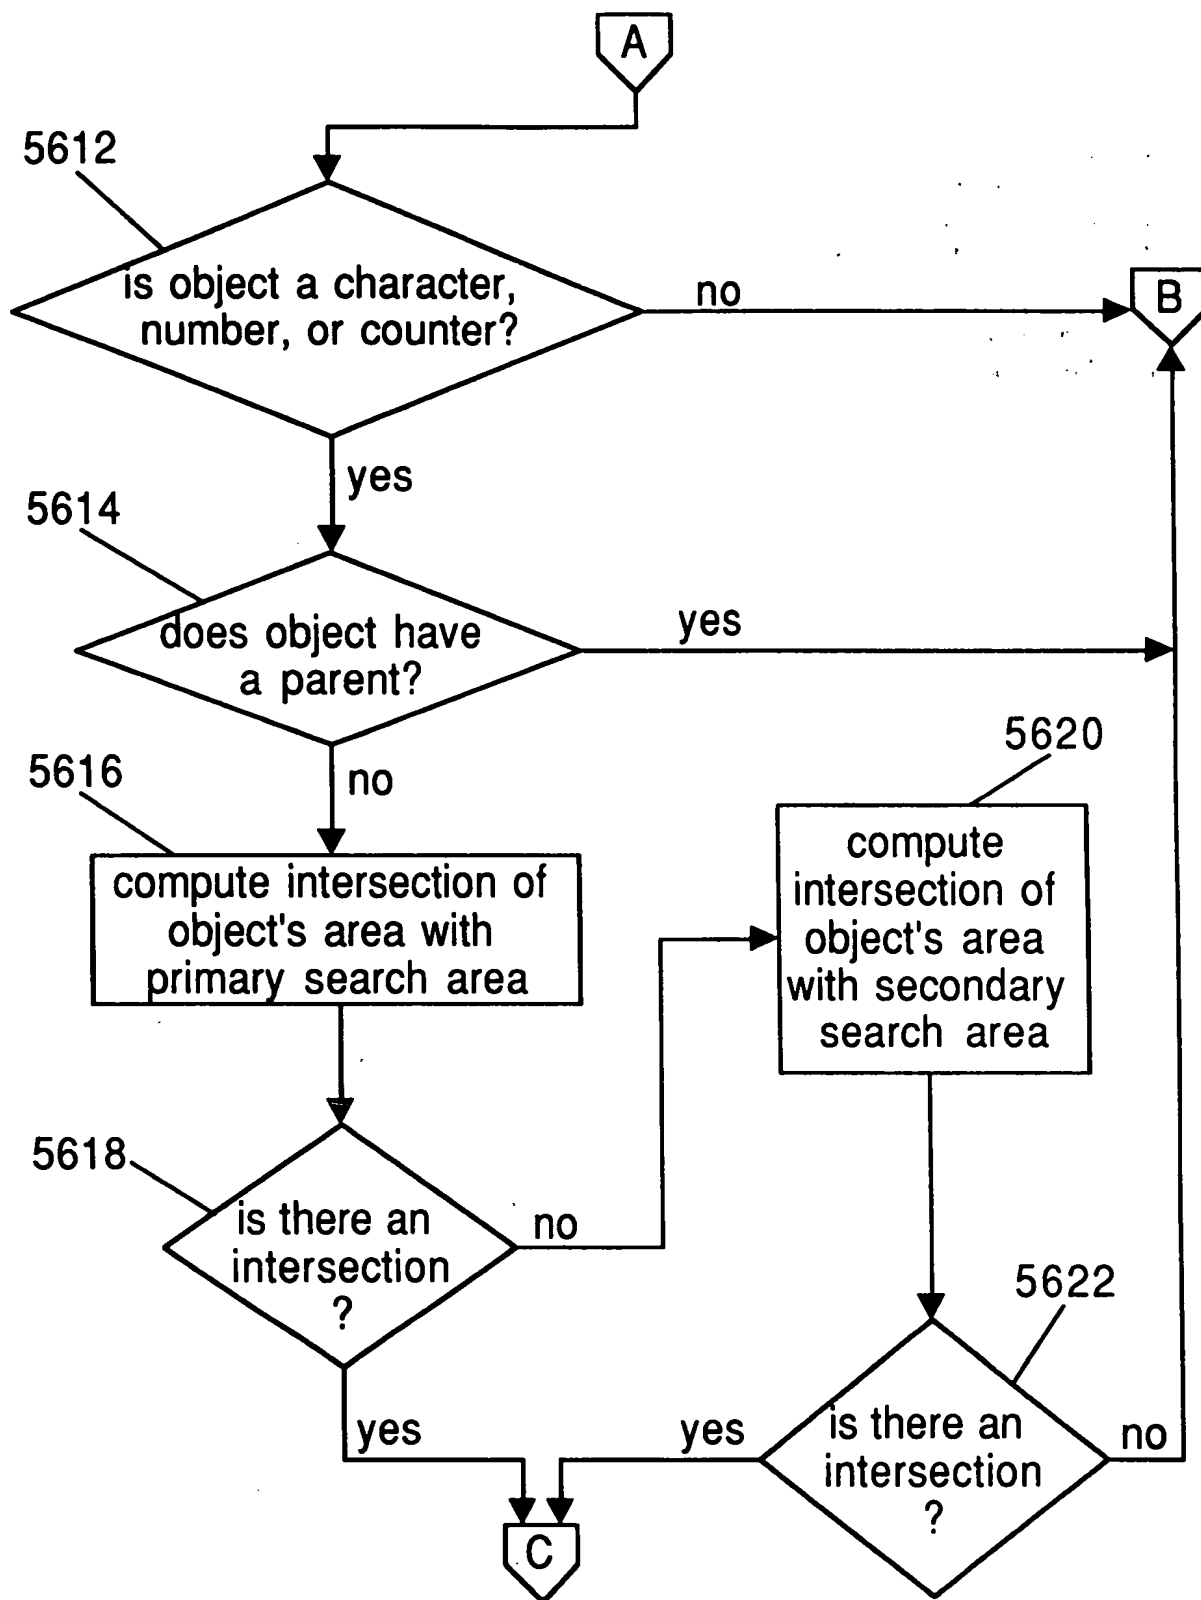 A
5612
is object a character,
number, or counter?
no
B
yes
5614
does object have
a parent?
yes
no
5616
compute intersection of
object's area with
primary search area
5620
compute
intersection of
object's area
with secondary
search area
5618
is there an
intersection
?
no
5622
is there an
intersection
?
yes
yes
no
C